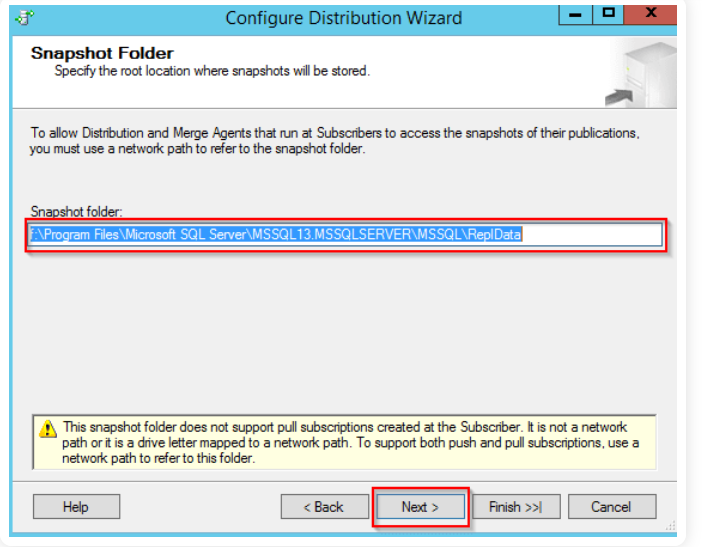 Configure Distribution Wizard
Snapshot Folder
Specify the root location where snapshots will be stored.
To allow Distribution and Merge Agents that run at Subscribers to access the snapshots of their publications,
you must use a network path to refer to the snapshot folder.
Snapshot folder:
:\Program Files\Microsoft SQL Server\MSSQL13.MSSQLSERVER\MSSQL\ReplData
This snapshot folder does not support pull subscriptions created at the Subscriber. It is not a network
path or it is a drive letter mapped to a network path. To support both push and pull subscriptions, use a
network path to refer to this folder.
Help
< Back
Next >
Finish >>|
Cancel